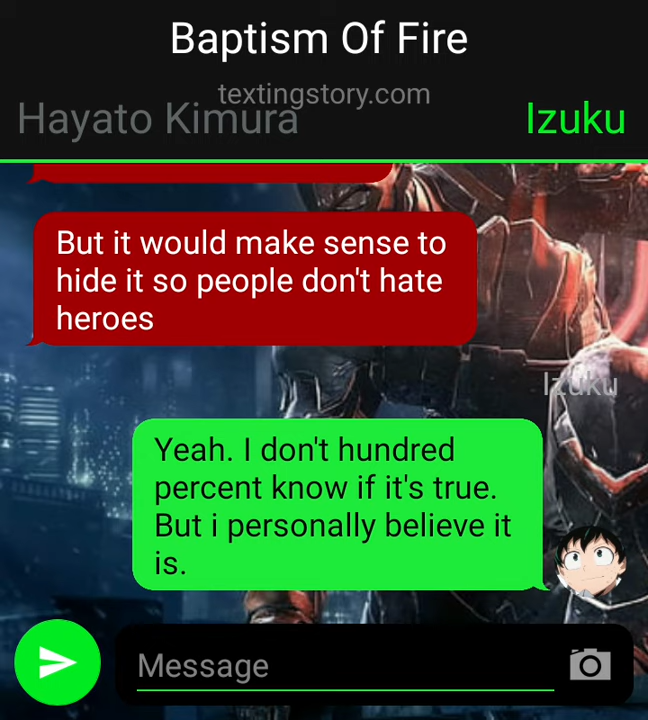 Baptism Of Fire
textingstory.com
Hayato Kimura
Izuku
But it would make sense to
hide it so people don't hate
heroes
Izuku
Yeah. I don't hundred
percent know if it's true.
But i personally believe it
is.
Message